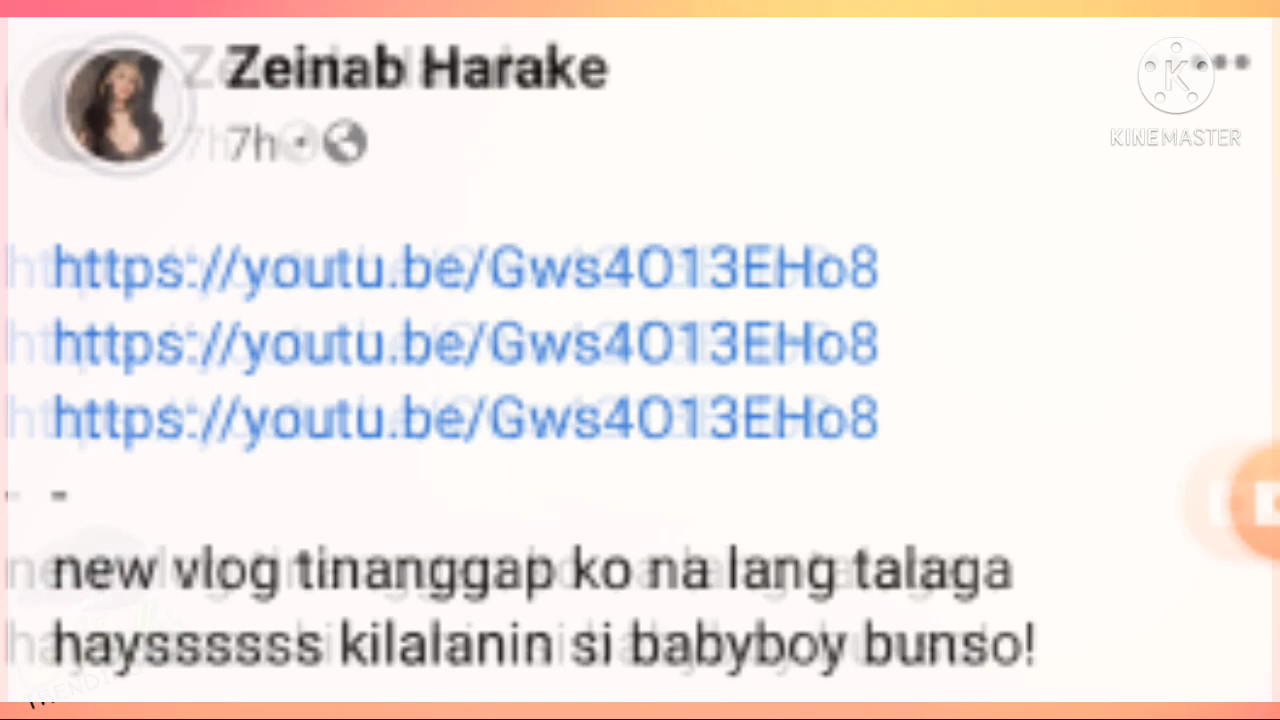 Zeinab Harake
7h
KINEMASTER
https://youtu.be/Gws4O13EHo8
https://youtu.be/Gws4O13EHo8
https://youtu.be/Gws4O13EHo8
-
new vlog tinanggap ko na lang talaga
hayssssss kilalanin si babyboy bunso!